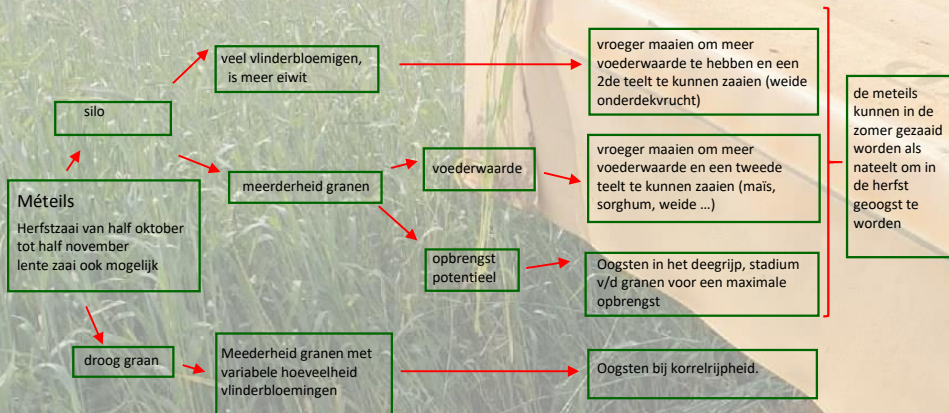 veel vlinderbloemigen,
is meer eiwit
vroeger maaien om meer
voederwaarde te hebben en een
2de teelt te kunnen zaaien (weide
onderdekvrucht)
silo
de meteils
kunnen in de
zomer gezaaid
worden als
nateelt om in
de herfst
geoogst te
worden
meerderheid granen
voederwaarde
vroeger maaien om meer
voederwaarde en een tweede
teelt te kunnen zaaien (maïs,
sorghum, weide ...)
Méteils
Herfstzaai van half oktober
tot half november
lente zaai ook mogelijk
opbrengst
potentieel
Oogsten in het deegrijp, stadium
v/d granen voor een maximale
opbrengst
droog graan
Meederheid granen met
variabele hoeveelheid
vlinderbloemingen
Oogsten bij korrelrijpheid.